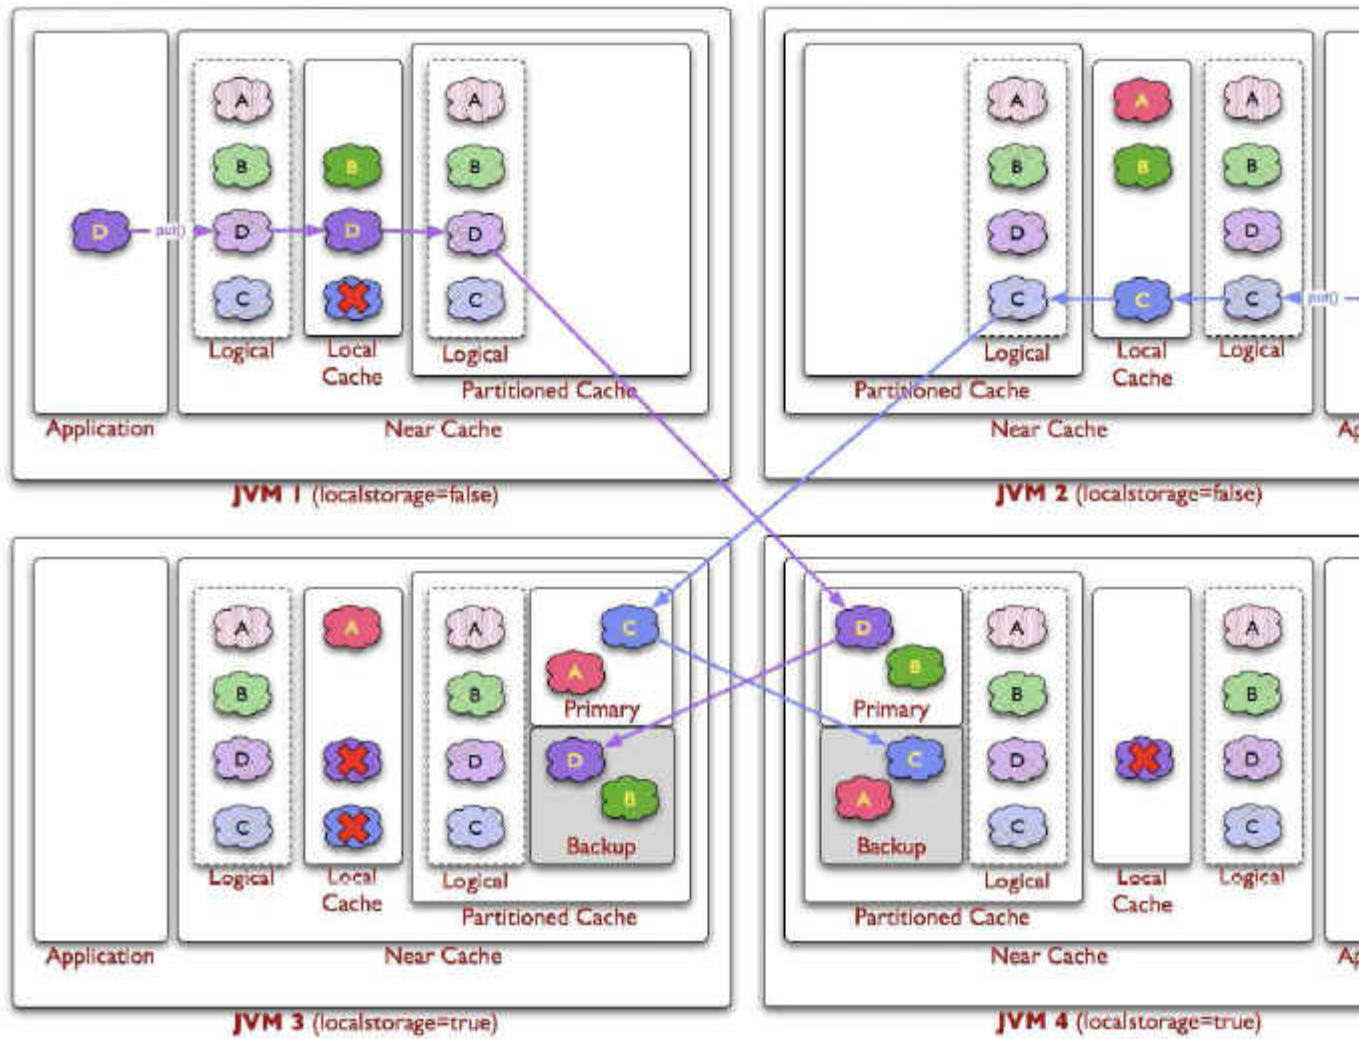 A
A
B
B
B
D
put()
D
D
D
C
C
Logical
Local
Cache
Logical
Partitioned Cache
Application
Near Cache
JVM 1 (localstorage=false)
A
A
A
B
B
B
D
D
C
C
C
put()
Logical
Local
Cache
Logical
Partitioned Cache
Near Cache
Ap
JVM 2 (localstorage=false)
A
A
A
C
A
Primary
B
B
D
D
D
B
C
C
Backup
Logical
Local
Cache
Logical
Partitioned Cache
Application
Near Cache
JVM 3 (localstorage=true)
D
B
Primary
A
A
B
B
C
A
D
D
C
C
Backup
Logical
Local
Cache
Logical
Partitioned Cache
Near Cache
Ap
JVM 4 (localstorage=true)